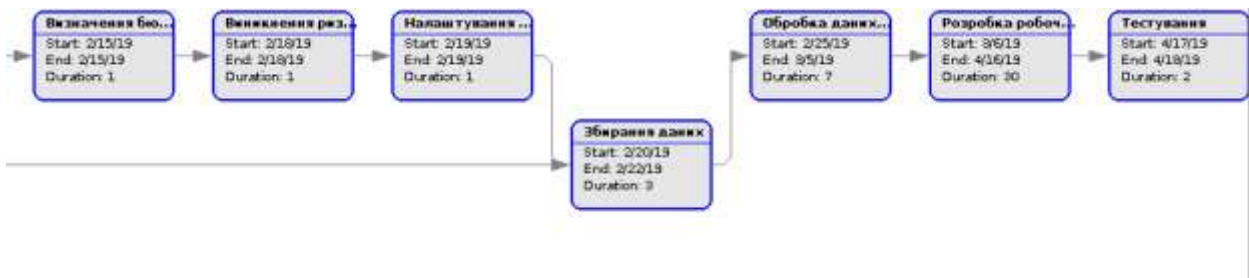 Визначення бю...
Start: 2/15/19
End: 2/15/19
Duration: 1
Виникнення риз...
Start: 2/18/19
End: 2/18/19
Duration: 1
Налаштування ...
Start: 2/19/19
End: 2/19/19
Duration: 1
Збирання даних
Start: 2/20/19
End: 2/22/19
Duration: 3
Обробка даних...
Start: 2/25/19
End: 3/5/19
Duration: 7
Розробка робоч...
Start: 3/6/19
End: 4/16/19
Duration: 30
Тестування
Start: 4/17/19
End: 4/18/19
Duration: 2